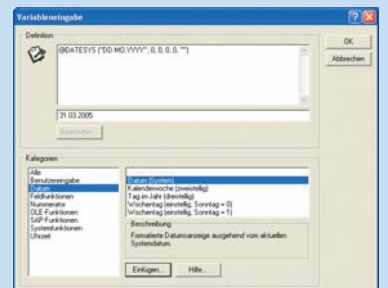 Variableneingabe
Definition
@DATESYS ("DD.MO.YYYY", 0, 0, 0, 0, "")
31.03.2005
Bearbeiten...
OK
Abbrechen
Kategorien
Alle
Benutzereingabe
Datum
Feldfunktionen
Nummerator
OLE-Funktionen
SAP-Funktionen
Systemfunktionen
Uhrzeit
Datum (System)
Kalenderwoche (zweistellig)
Tag im Jahr (dreistellig)
Wochentag (einstellig, Sonntag = 0)
Wochentag (einstellig, Sonntag = 1)
Beschreibung
Formatierte Datumsanzeige ausgehend vom aktuellen
Systemdatum.
Einfügen...
Hilfe...